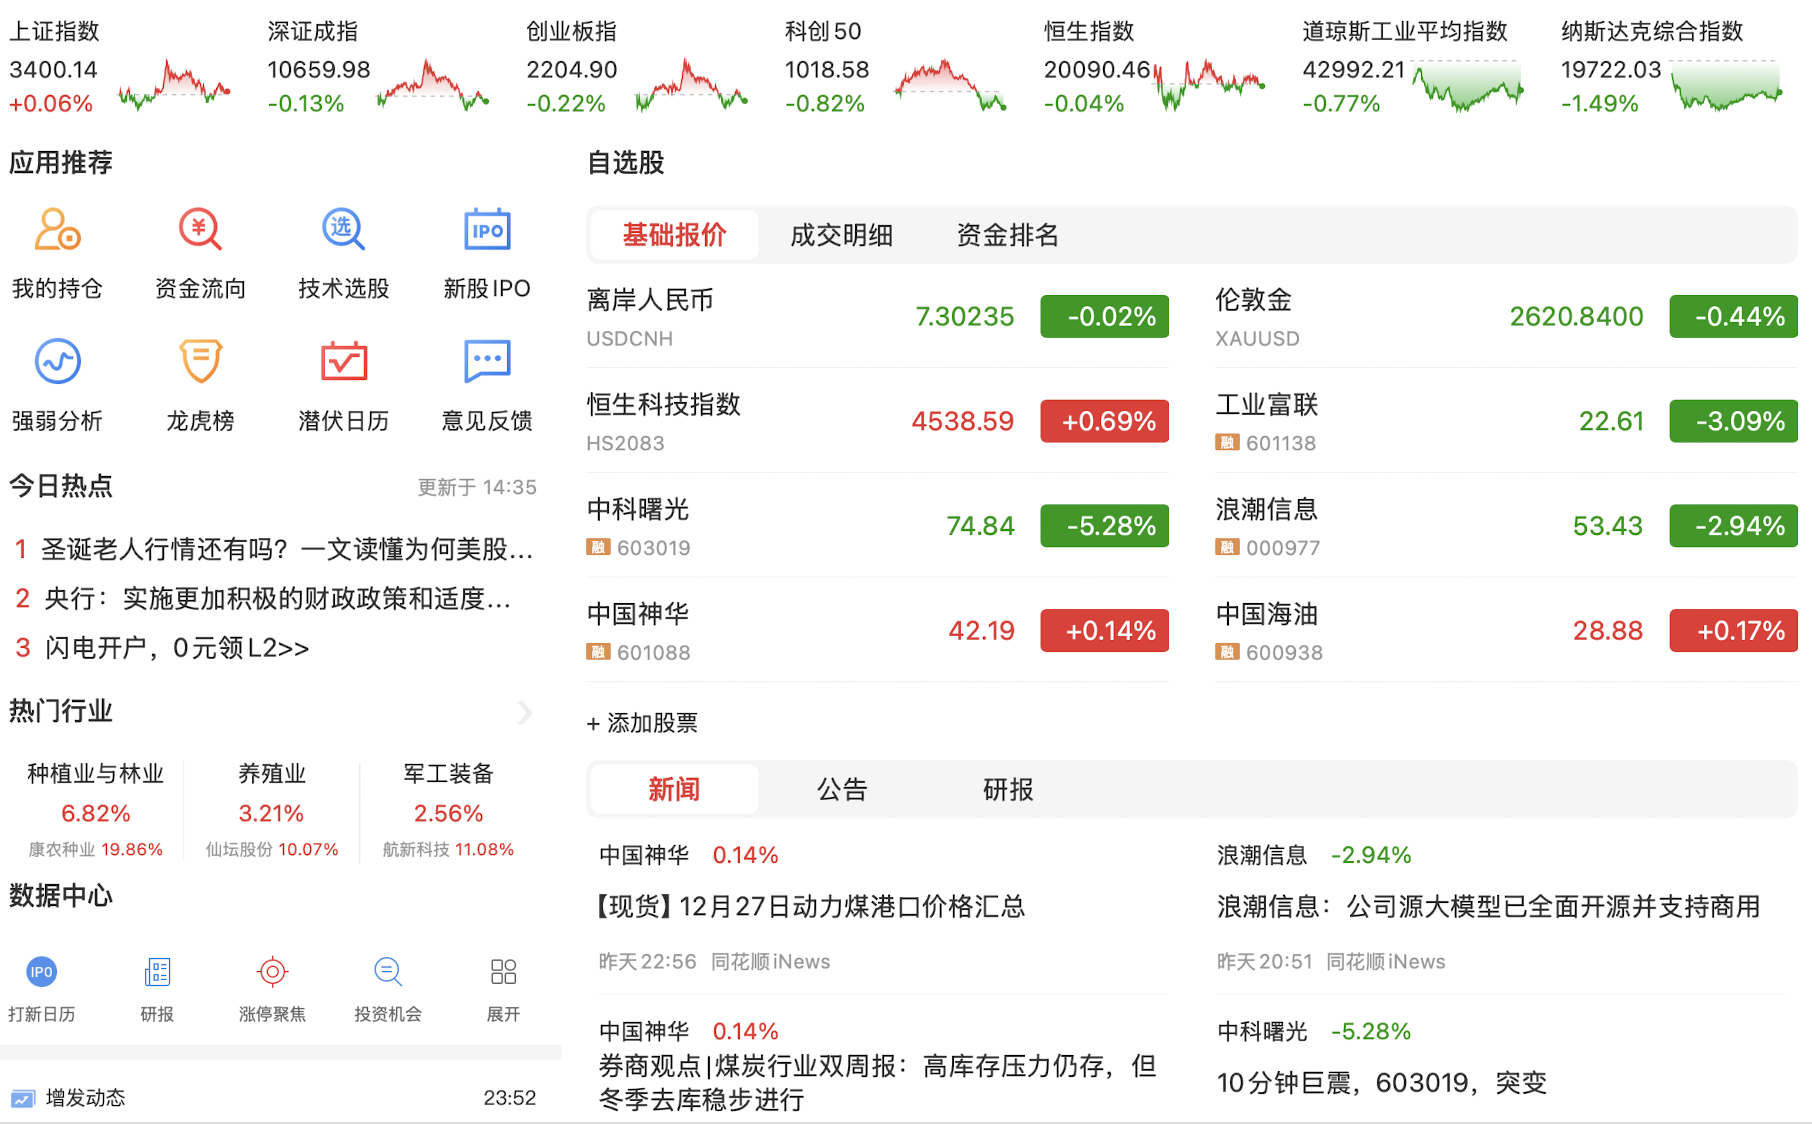 上证指数
3400.14
+0.06%
深证成指
10659.98
-0.13%
创业板指
2204.90
-0.22%
科创50
1018.58
-0.82%
恒生指数
20090.46
-0.04%
道琼斯工业平均指数
42992.21
-0.77%
纳斯达克综合指数
19722.03
-1.49%
应用推荐
我的持仓
¥
资金流向
选
技术选股
IPO
新股IPO
强弱分析
龙虎榜
潜伏日历
意见反馈
今日热点
更新于 14:35
1 圣诞老人行情还有吗？一文读懂为何美股...
2 央行：实施更加积极的财政政策和适度...
3 闪电开户，0元领L2>>
热门行业
种植业与林业
6.82%
康农种业 19.86%
养殖业
3.21%
仙坛股份 10.07%
军工装备
2.56%
航新科技 11.08%
数据中心
IPO
打新日历
研报
涨停聚焦
投资机会
展开
增发动态
23:52
自选股
基础报价
成交明细
资金排名
离岸人民币
USDCNH
7.30235
-0.02%
伦敦金
XAUUSD
2620.8400
-0.44%
恒生科技指数
HS2083
4538.59
+0.69%
工业富联
融 601138
22.61
-3.09%
中科曙光
融 603019
74.84
-5.28%
浪潮信息
融 000977
53.43
-2.94%
中国神华
融 601088
42.19
+0.14%
中国海油
融 600938
28.88
+0.17%
+ 添加股票
新闻
公告
研报
中国神华 0.14%
【现货】12月27日动力煤港口价格汇总
昨天22:56 同花顺iNews
浪潮信息 -2.94%
浪潮信息：公司源大模型已全面开源并支持商用
昨天20:51 同花顺iNews
中国神华 0.14%
券商观点|煤炭行业双周报：高库存压力仍存，但
冬季去库稳步进行
中科曙光 -5.28%
10分钟巨震，603019，突变